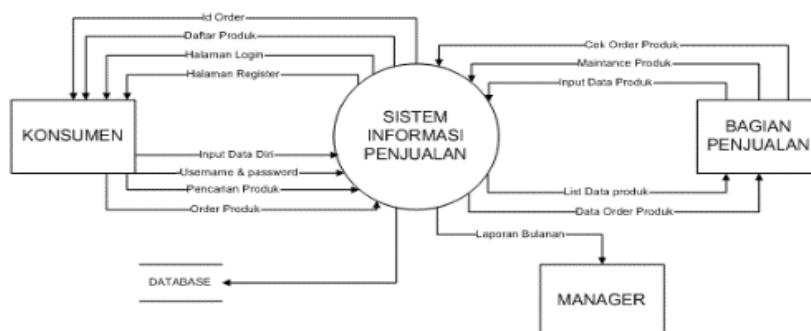 Id Order
Daftar Produk
Halaman Login
Halaman Register
KONSUMEN
Input Data Diri
Username & password
Pencarian Produk
Order Produk
SISTEM
INFORMASI
PENJUALAN
Cek Order Produk
Maintance Produk
Input Data Produk
BAGIAN
PENJUALAN
List Data produk
Data Order Produk
Laporan Bulanan
DATABASE
MANAGER